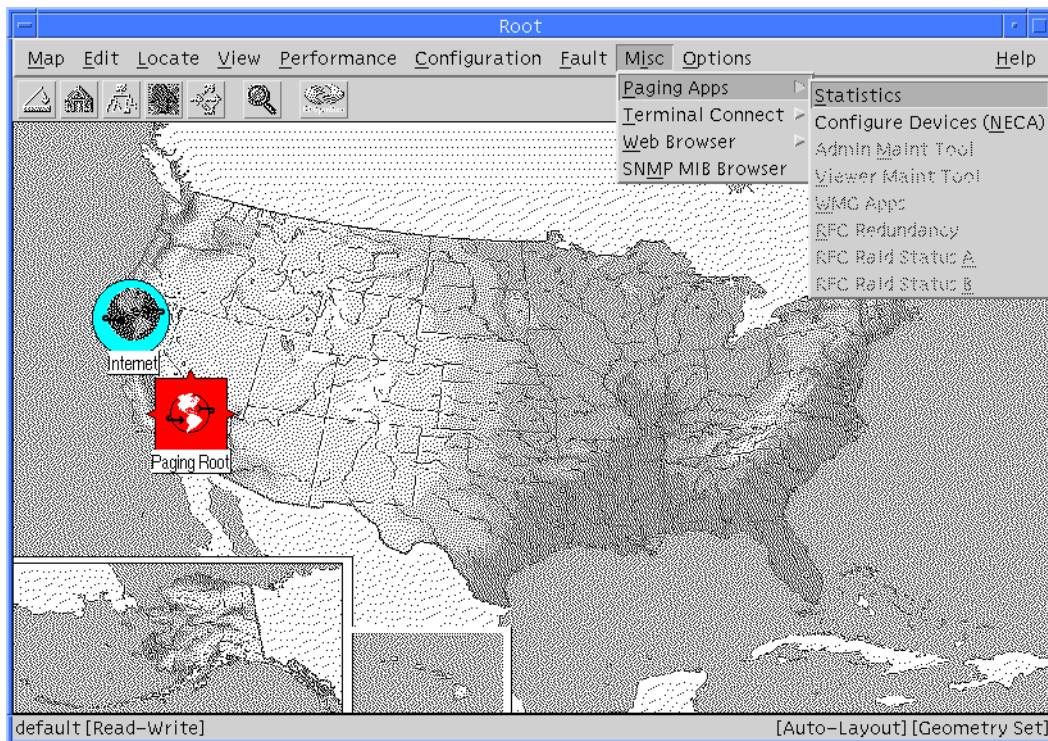 Root
Map Edit Locate View Performance Configuration Fault Misc Options Help
Paging Apps
Terminal Connect
Web Browser
SNMP MIB Browser
Statistics
Configure Devices (NECA)
Admin Maint Tool
Viewer Maint Tool
WMG Apps
RFC Redundancy
RFC Raid Status A
RFC Raid Status B
Internet
Paging Root
default [Read-Write]
[Auto-Layout] [Geometry Set]